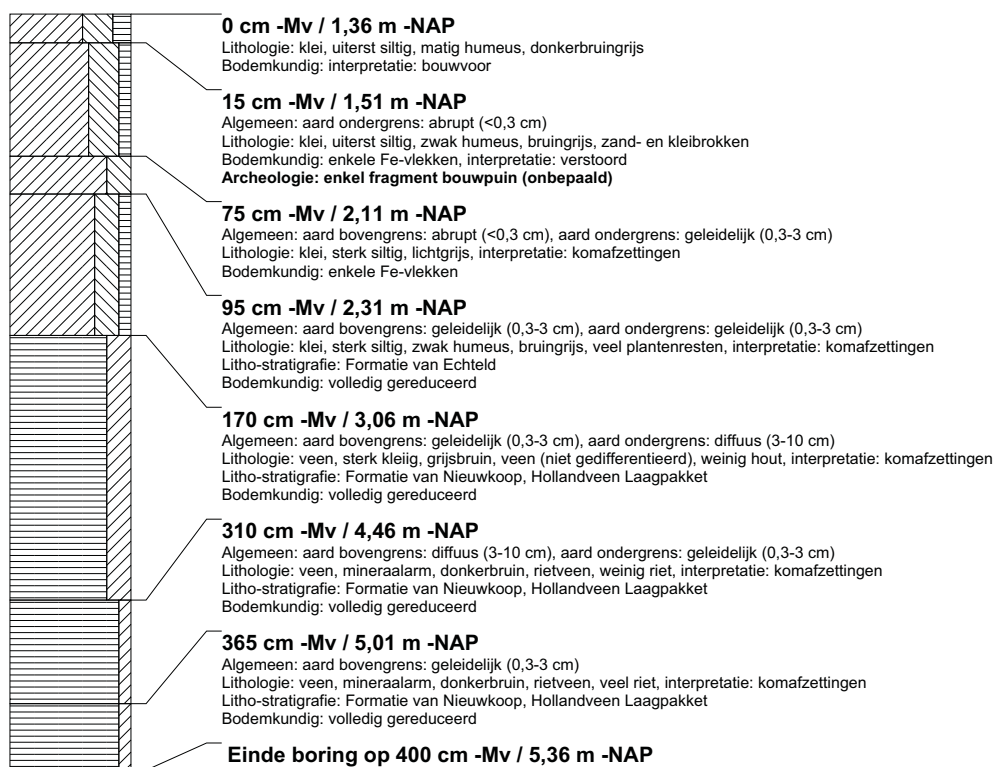 0 cm -Mv / 1,36 m -NAP
Lithologie: klei, uiterst siltig, matig humeus, donkerbruingrijs
Bodemkundig: interpretatie: bouwvoor
15 cm -Mv / 1,51 m -NAP
Algemeen: aard ondergrens: abrupt (<0,3 cm)
Lithologie: klei, uiterst siltig, zwak humeus, bruingrijs, zand- en kleibrokken
Bodemkundig: enkele Fe-vlekken, interpretatie: verstoord
Archeologie: enkel fragment bouwpuin (onbepaald)
75 cm -Mv / 2,11 m -NAP
Algemeen: aard bovengrens: abrupt (<0,3 cm), aard ondergrens: geleidelijk (0,3-3 cm)
Lithologie: klei, sterk siltig, lichtgrijs, interpretatie: komafzettingen
Bodemkundig: enkele Fe-vlekken
95 cm -Mv / 2,31 m -NAP
Algemeen: aard bovengrens: geleidelijk (0,3-3 cm), aard ondergrens: geleidelijk (0,3-3 cm)
Lithologie: klei, sterk siltig, zwak humeus, bruingrijs, veel plantenresten, interpretatie: komafzettingen
Litho-stratigrafie: Formatie van Echteld
Bodemkundig: volledig gereduceerd
170 cm -Mv / 3,06 m -NAP
Algemeen: aard bovengrens: geleidelijk (0,3-3 cm), aard ondergrens: diffuus (3-10 cm)
Lithologie: veen, sterk kleiig, grijsbruin, veen (niet gedifferentieerd), weinig hout, interpretatie: komafzettingen
Litho-stratigrafie: Formatie van Nieuwkoop, Hollandveen Laagpakket
Bodemkundig: volledig gereduceerd
310 cm -Mv / 4,46 m -NAP
Algemeen: aard bovengrens: diffuus (3-10 cm), aard ondergrens: geleidelijk (0,3-3 cm)
Lithologie: veen, mineraalarm, donkerbruin, rietveen, weinig riet, interpretatie: komafzettingen
Litho-stratigrafie: Formatie van Nieuwkoop, Hollandveen Laagpakket
Bodemkundig: volledig gereduceerd
365 cm -Mv / 5,01 m -NAP
Algemeen: aard bovengrens: geleidelijk (0,3-3 cm)
Lithologie: veen, mineraalarm, donkerbruin, rietveen, veel riet, interpretatie: komafzettingen
Litho-stratigrafie: Formatie van Nieuwkoop, Hollandveen Laagpakket
Bodemkundig: volledig gereduceerd
Einde boring op 400 cm -Mv / 5,36 m -NAP